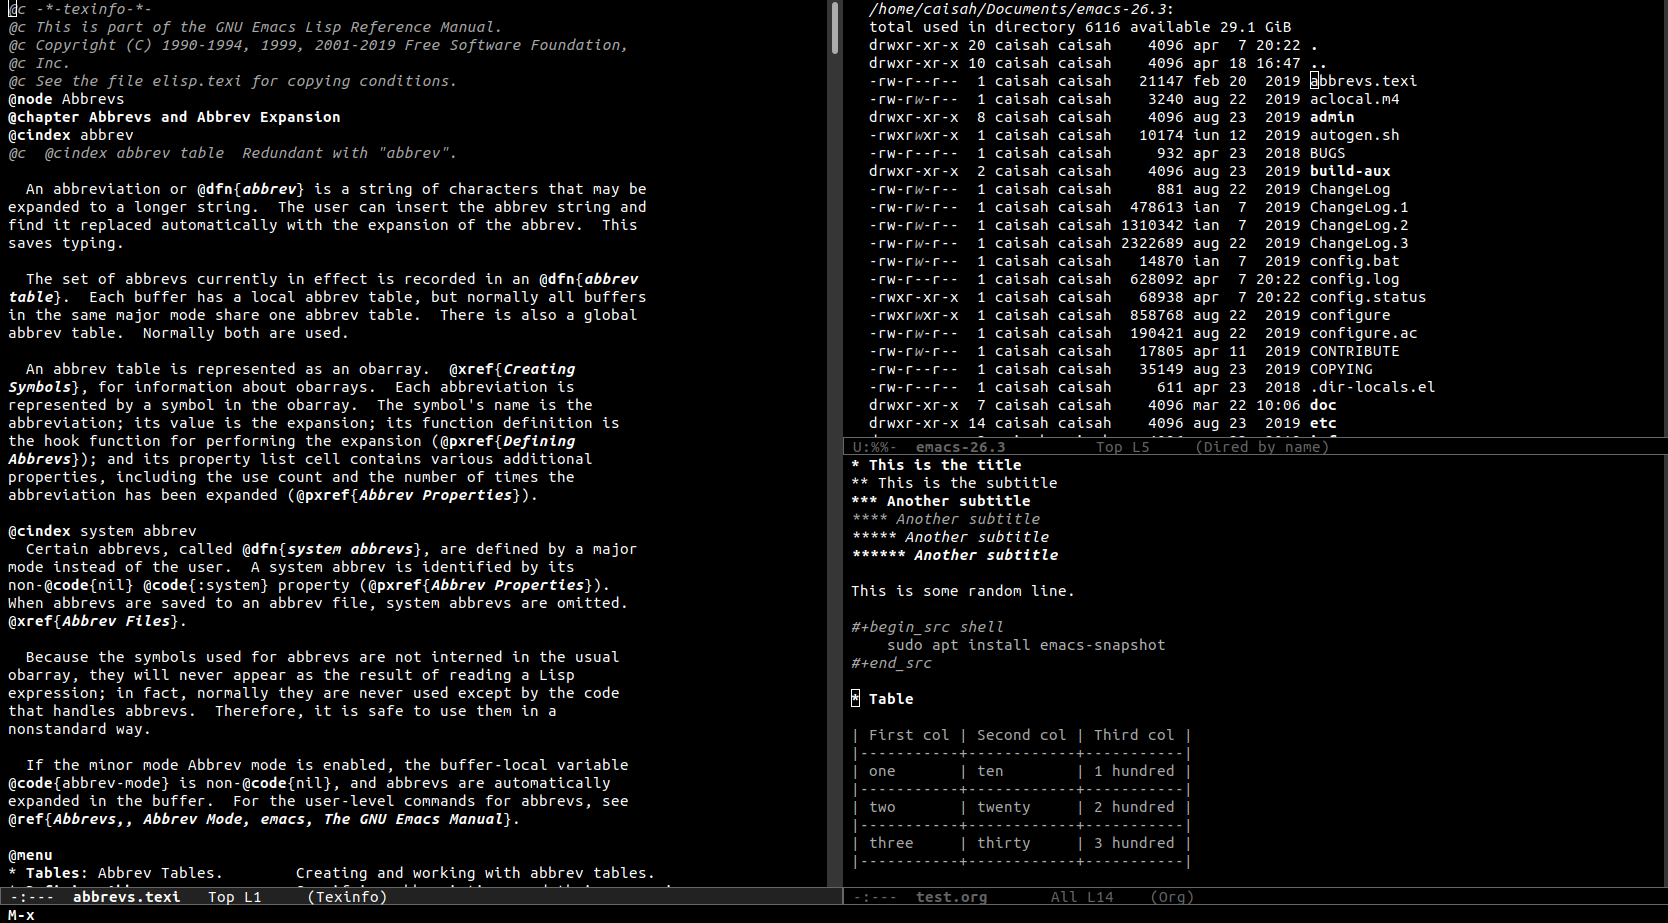 @c -*-texinfo-*-
@c This is part of the GNU Emacs Lisp Reference Manual.
@c Copyright (C) 1990-1994, 1999, 2001-2019 Free Software Foundation,
@c Inc.
@c See the file elisp.texi for copying conditions.
@node Abbrevs
@chapter Abbrevs and Abbrev Expansion
@cindex abbrev
@c  @cindex abbrev table  Redundant with "abbrev".

  An abbreviation or @dfn{abbrev} is a string of characters that may be
expanded to a longer string.  The user can insert the abbrev string and
find it replaced automatically with the expansion of the abbrev.  This
saves typing.

  The set of abbrevs currently in effect is recorded in an @dfn{abbrev
table}.  Each buffer has a local abbrev table, but normally all buffers
in the same major mode share one abbrev table.  There is also a global
abbrev table.  Normally both are used.

  An abbrev table is represented as an obarray.  @xref{Creating
Symbols}, for information about obarrays.  Each abbreviation is
represented by a symbol in the obarray.  The symbol's name is the
abbreviation; its value is the expansion; its function definition is
the hook function for performing the expansion (@pxref{Defining
Abbrevs}); and its property list cell contains various additional
properties, including the use count and the number of times the
abbreviation has been expanded (@pxref{Abbrev Properties}).

@cindex system abbrev
  Certain abbrevs, called @dfn{system abbrevs}, are defined by a major
mode instead of the user.  A system abbrev is identified by its
non-@code{nil} @code{:system} property (@pxref{Abbrev Properties}).
When abbrevs are saved to an abbrev file, system abbrevs are omitted.
@xref{Abbrev Files}.

  Because the symbols used for abbrevs are not interned in the usual
obarray, they will never appear as the result of reading a Lisp
expression; in fact, normally they are never used except by the code
that handles abbrevs.  Therefore, it is safe to use them in a
nonstandard way.

  If the minor mode Abbrev mode is enabled, the buffer-local variable
@code{abbrev-mode} is non-@code{nil}, and abbrevs are automatically
expanded in the buffer.  For the user-level commands for abbrevs, see
@ref{Abbrevs,, Abbrev Mode, emacs, The GNU Emacs Manual}.

@menu
* Tables: Abbrev Tables.        Creating and working with abbrev tables.
-:---  abbrevs.texi   Top L1     (Texinfo)
M-x
/home/caisah/Documents/emacs-26.3:
total used in directory 6116 available 29.1 GiB
drwxr-xr-x 20 caisah caisah    4096 apr  7 20:22 .
drwxr-xr-x 10 caisah caisah    4096 apr 18 16:47 ..
-rw-r--r--  1 caisah caisah   21147 feb 20  2019 abbrevs.texi
-rw-rw-r--  1 caisah caisah    3240 aug 22  2019 aclocal.m4
drwxr-xr-x  8 caisah caisah    4096 aug 23  2019 admin
-rwxrwxr-x  1 caisah caisah   10174 iun 12  2019 autogen.sh
-rw-r--r--  1 caisah caisah     932 apr 23  2018 BUGS
drwxr-xr-x  2 caisah caisah    4096 aug 23  2019 build-aux
-rw-rw-r--  1 caisah caisah     881 aug 22  2019 ChangeLog
-rw-rw-r--  1 caisah caisah  478613 ian  7  2019 ChangeLog.1
-rw-rw-r--  1 caisah caisah 1310342 ian  7  2019 ChangeLog.2
-rw-rw-r--  1 caisah caisah 2322689 aug 22  2019 ChangeLog.3
-rw-rw-r--  1 caisah caisah   14870 ian  7  2019 config.bat
-rw-rw-r--  1 caisah caisah  628092 apr  7 20:22 config.log
-rwxr-xr-x  1 caisah caisah   68938 apr  7 20:22 config.status
-rwxrwxr-x  1 caisah caisah  858768 aug 22  2019 configure
-rw-rw-r--  1 caisah caisah  190421 aug 22  2019 configure.ac
-rw-rw-r--  1 caisah caisah   17805 apr 11  2019 CONTRIBUTE
-rw-rw-r--  1 caisah caisah   35149 aug 23  2019 COPYING
-rw-r--r--  1 caisah caisah     611 apr 23  2018 .dir-locals.el
drwxr-xr-x  7 caisah caisah    4096 mar 22 10:06 doc
drwxr-xr-x 14 caisah caisah    4096 aug 23  2019 etc
U:%%-  emacs-26.3          Top L5     (Dired by name)
* This is the title
** This is the subtitle
*** Another subtitle
**** Another subtitle
***** Another subtitle
****** Another subtitle

This is some random line.

#+begin_src shell
    sudo apt install emacs-snapshot
#+end_src

* Table

| First col | Second col | Third col |
|-----------+------------+-----------|
| one       | ten        | 1 hundred |
|-----------+------------+-----------|
| two       | twenty     | 2 hundred |
|-----------+------------+-----------|
| three     | thirty     | 3 hundred |
|-----------+------------+-----------|
-:---  test.org       All L14    (Org)